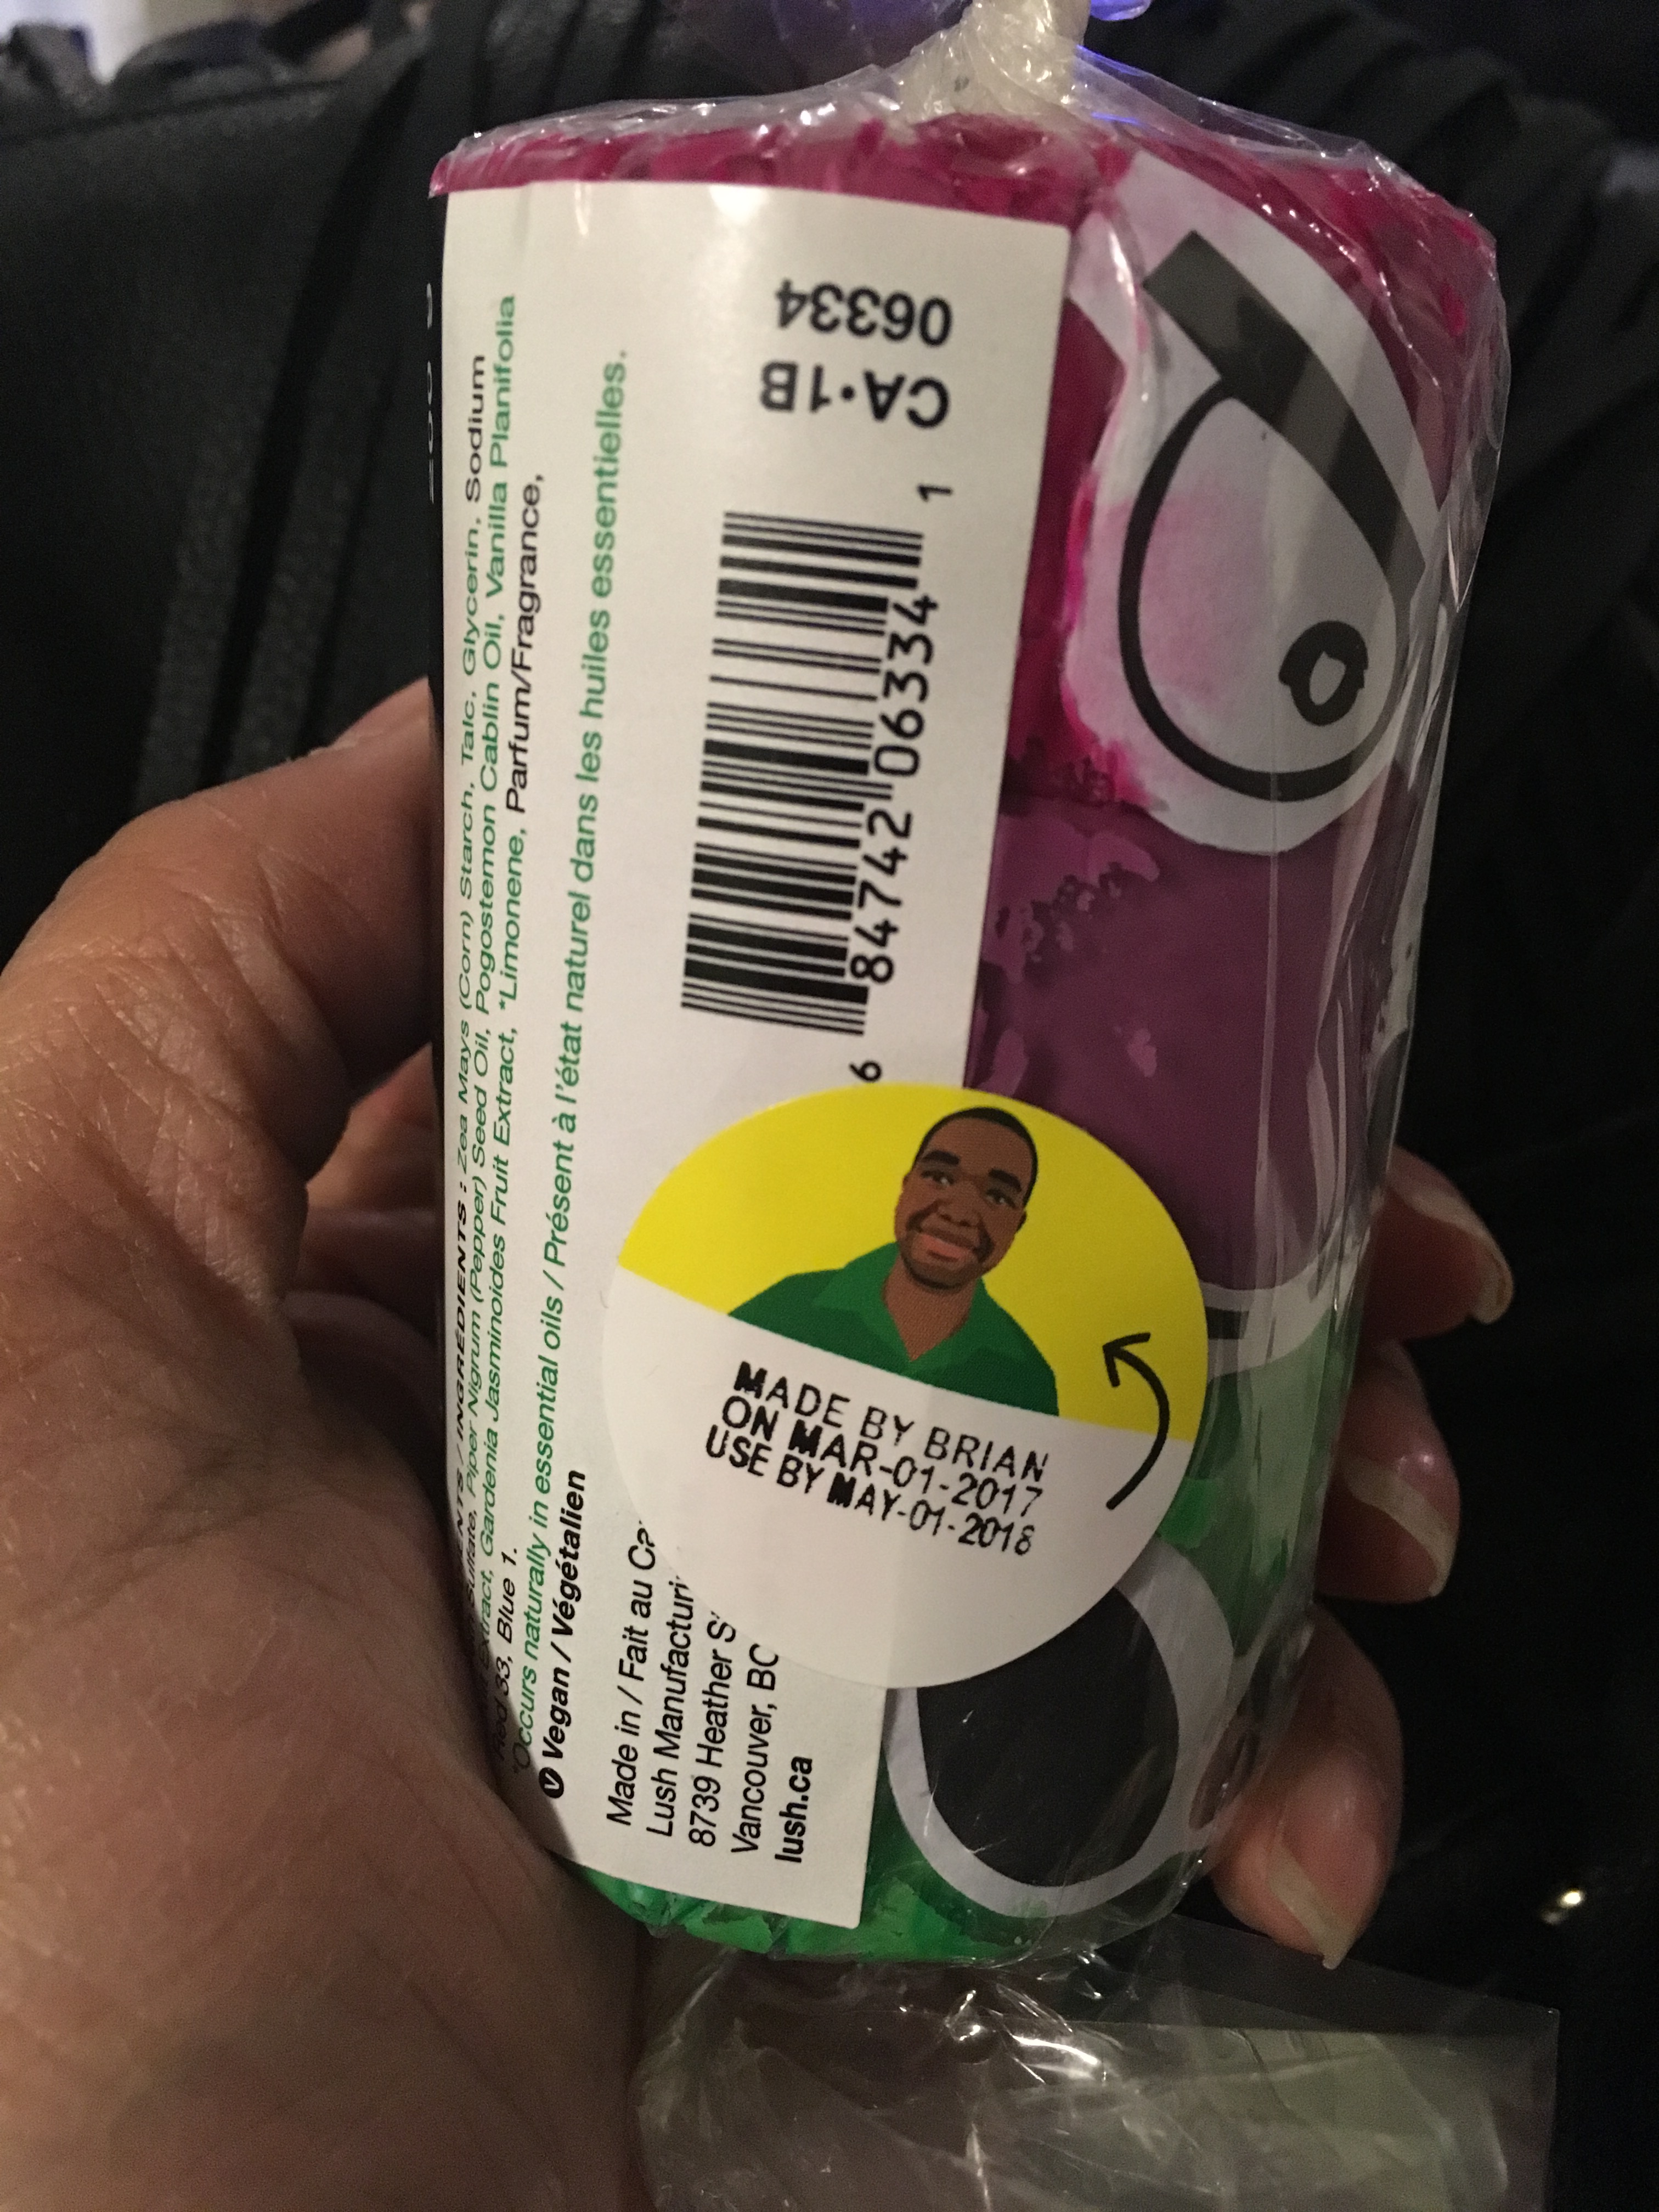 INGRÉDIENTS : Zea Mays (Corn) Starch, Talc, Glycerin, Sodium
Sulfate, Piper Nigrum (Pepper) Seed Oil, Pogostemon Cablin Oil, Vanilla Planifolia
Extract, Gardenia Jasminoides Fruit Extract, *Limonene, Parfum/Fragrance,
Red 33, Blue 1.
*Occurs naturally in essential oils / Présent à l'état naturel dans les huiles essentielles.
V Vegan / Végétalien
Made in / Fait au Ca
Lush Manufacturi
8739 Heather S
Vancouver, BC
lush.ca
CA·1B
06334
6 84742 06334 1
MADE BY BRIAN
ON MAR-01-2017
USE BY MAY-01-2018